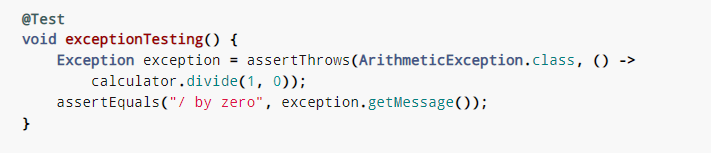 @Test
void exceptionTesting() {
    Exception exception = assertThrows(ArithmeticException.class, () ->
        calculator.divide(1, 0));
    assertEquals("/ by zero", exception.getMessage());
}